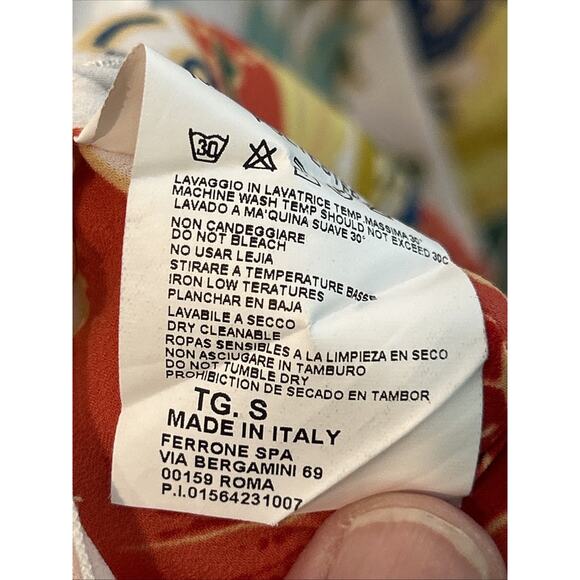 30
LAVAGGIO IN LAVATRICE TEMP. MASSIMA 30°
MACHINE WASH TEMP SHOULD NOT EXCEED 30C
LAVADO A MA'QUINA SUAVE 30°
NON CANDEGGIARE
DO NOT BLEACH
NO USAR LEJIA
STIRARE A TEMPERATURE BASSE
IRON LOW TERATURES
PLANCHAR EN BAJA
LAVABILE A SECCO
DRY CLEANABLE
ROPAS SENSIBLES A LA LIMPIEZA EN SECO
NON ASCIUGARE IN TAMBURO
DO NOT TUMBLE DRY
PROHIBICTION DE SECADO EN TAMBOR
TG. S
MADE IN ITALY
FERRONE SPA
VIA BERGAMINI 69
00159 ROMA
P.I.01564231007